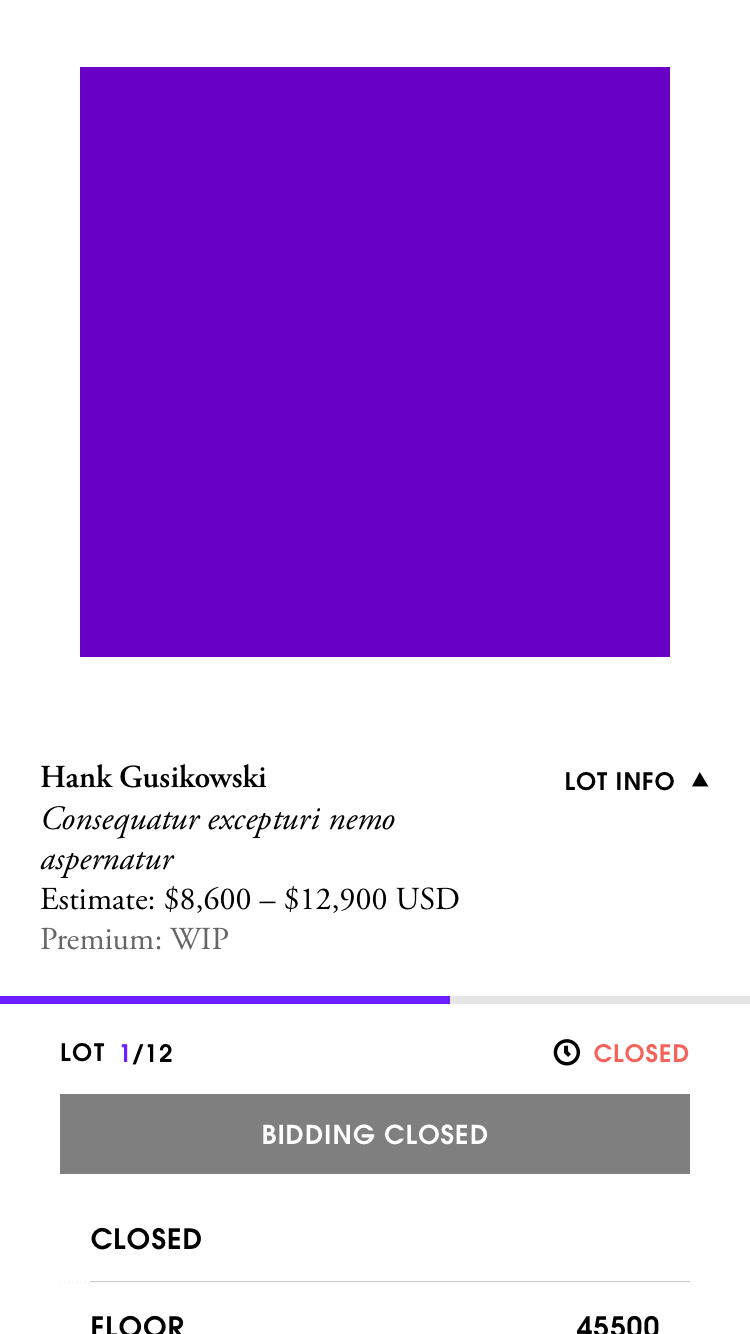 Hank Gusikowski
LOT INFO ▲
Consequatur excepturi nemo
aspernatur
Estimate: $8,600 – $12,900 USD
Premium: WIP
LOT 1/12
CLOSED
BIDDING CLOSED
CLOSED
FLOOR 45500